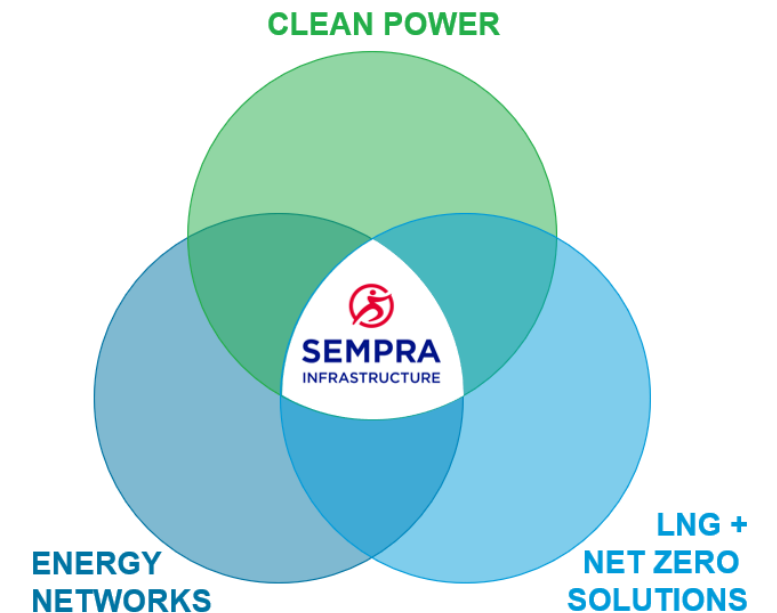 CLEAN POWER
SEMPRA
INFRASTRUCTURE
ENERGY
NETWORKS
LNG +
NET ZERO
SOLUTIONS